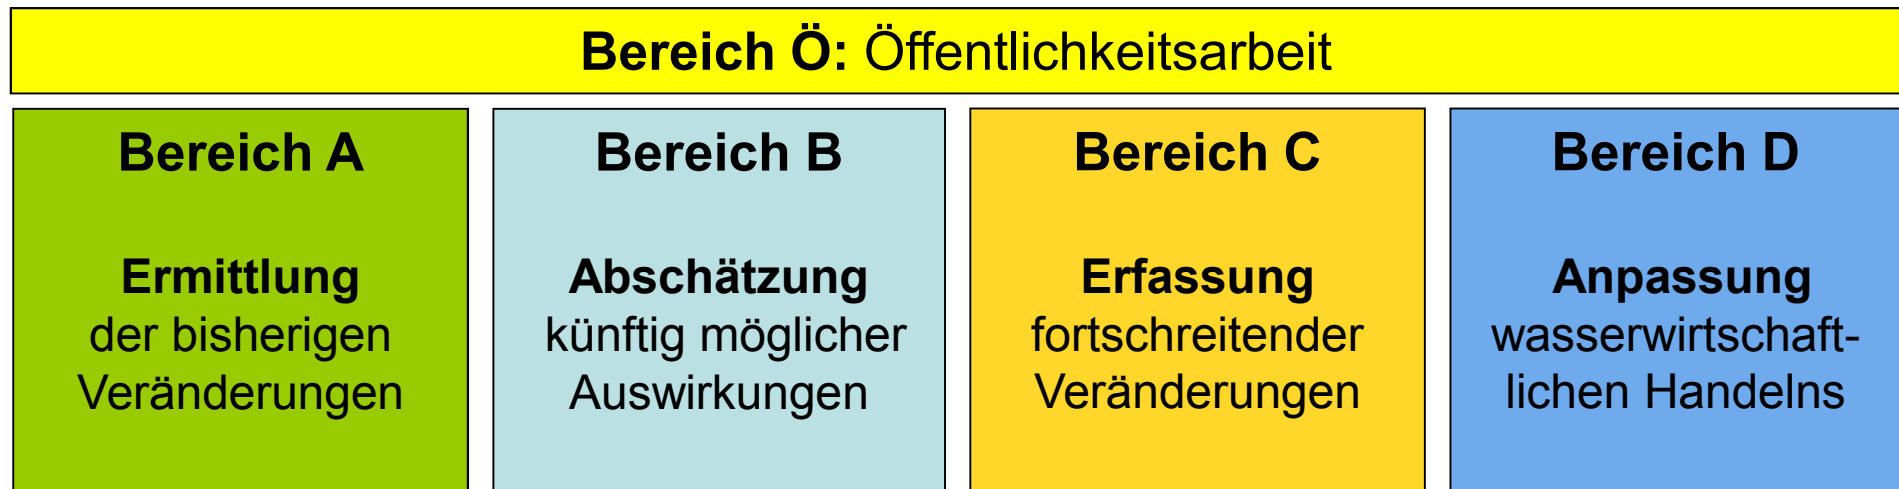 Bereich Ö: Öffentlichkeitsarbeit
Bereich A
Ermittlung
der bisherigen
Veränderungen
Bereich B
Abschätzung
künftig möglicher
Auswirkungen
Bereich C
Erfassung
fortschreitender
Veränderungen
Bereich D
Anpassung
wasserwirtschaft-
lichen Handelns